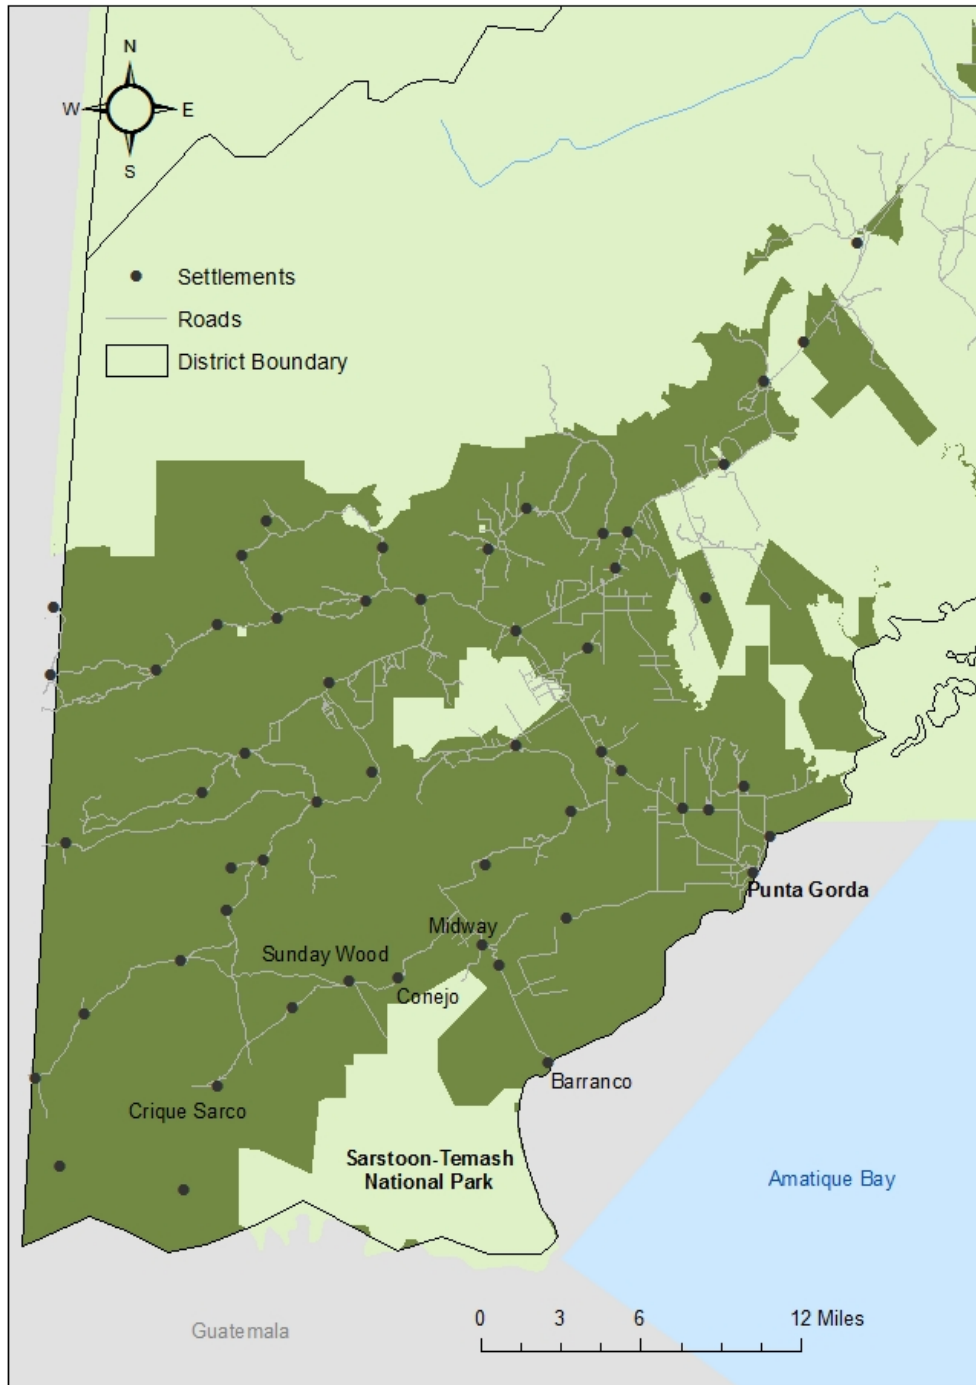 N
W E
S
Settlements
Roads
District Boundary
Punta Gorda
Midway
Sunday Wood
Conejo
Barranco
Crique Sarco
Sarstoon-Temash
National Park
Amatique Bay
0 3 6 12 Miles
Guatemala